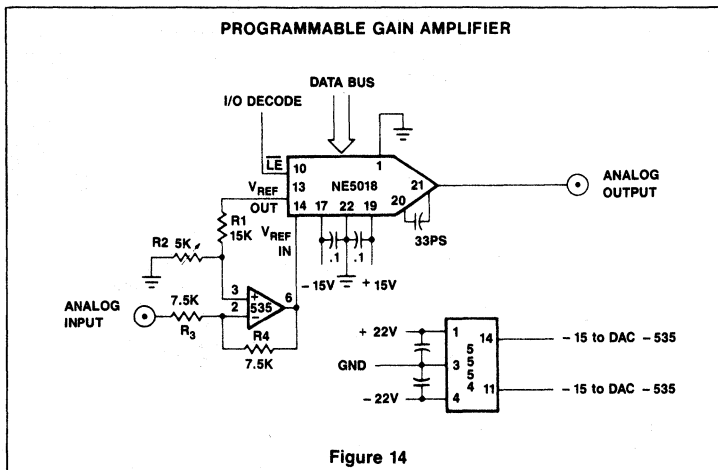 PROGRAMMABLE GAIN AMPLIFIER
DATA BUS
I/O DECODE
LE
10
1
13
NE5018
21
ANALOG
OUTPUT
VREF
OUT
14
17
22
19
20
R1
15K
VREF
IN
33PS
.1
.1
R2
5K
- 15V
+ 15V
ANALOG
INPUT
7.5K
R3
3
+
2
-
535
6
R4
7.5K
+ 22V
1
14
- 15 to DAC - 535
GND
3
5
5
5
4
- 22V
4
11
- 15 to DAC - 535
Figure 14